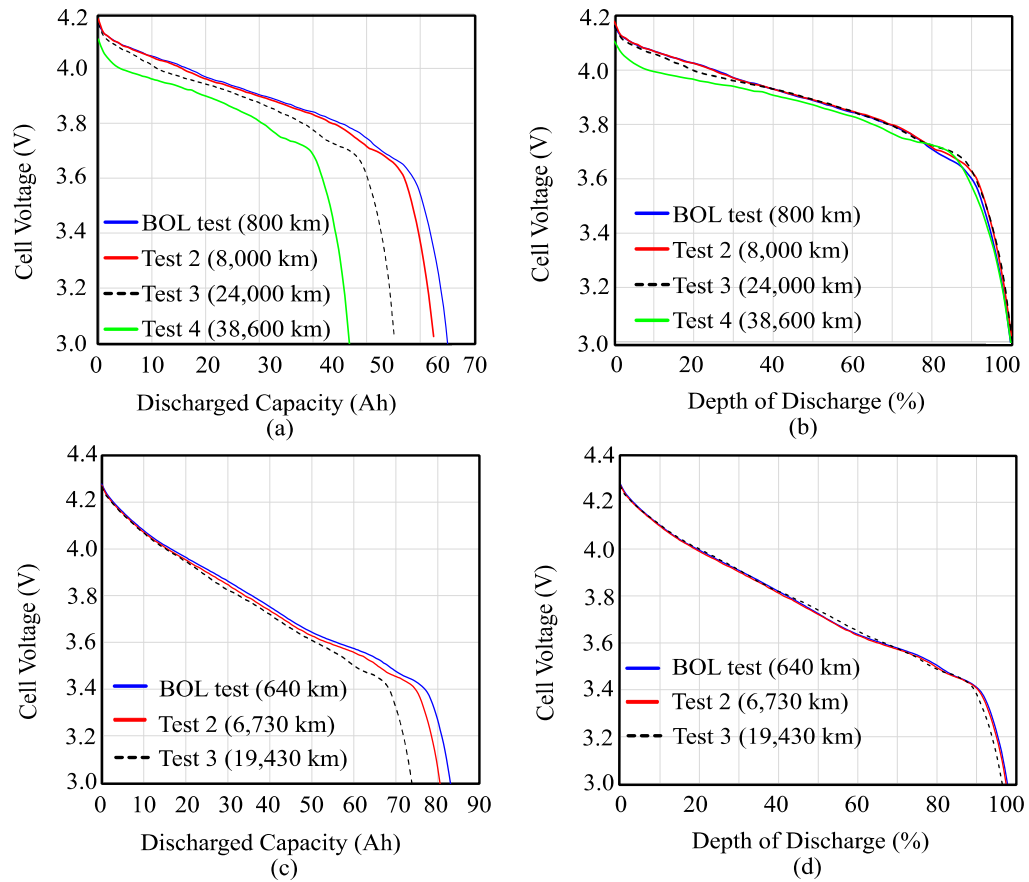 4.2
4.0
3.8
3.6
3.4
3.2
3.0
Cell Voltage (V)
BOL test (800 km)
Test 2 (8,000 km)
Test 3 (24,000 km)
Test 4 (38,600 km)
0 10 20 30 40 50 60 70
Discharged Capacity (Ah)
(a)
4.2
4.0
3.8
3.6
3.4
3.2
3.0
Cell Voltage (V)
BOL test (800 km)
Test 2 (8,000 km)
Test 3 (24,000 km)
Test 4 (38,600 km)
0 20 40 60 80 100
Depth of Discharge (%)
(b)
4.4
4.2
4.0
3.8
3.6
3.4
3.2
3.0
Cell Voltage (V)
BOL test (640 km)
Test 2 (6,730 km)
Test 3 (19,430 km)
0 10 20 30 40 50 60 70 80 90
Discharged Capacity (Ah)
(c)
4.4
4.2
4.0
3.8
3.6
3.4
3.2
3.0
Cell Voltage (V)
BOL test (640 km)
Test 2 (6,730 km)
Test 3 (19,430 km)
0 20 40 60 80 100
Depth of Discharge (%)
(d)